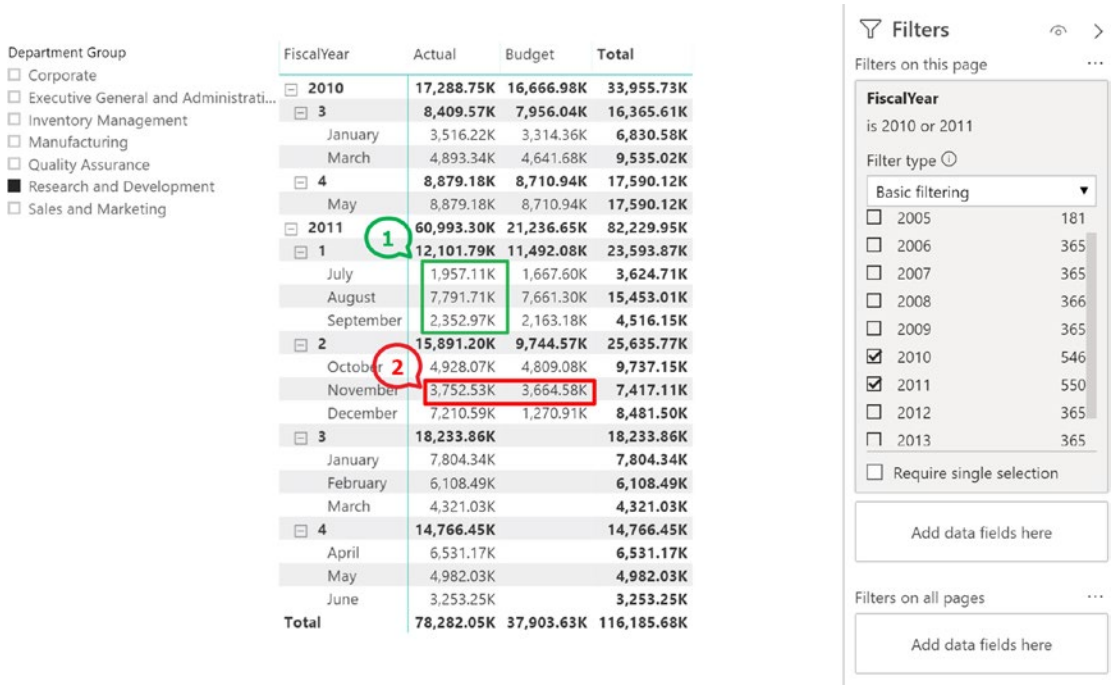 Department Group
Corporate
Executive General and Administrati...
Inventory Management
Manufacturing
Quality Assurance
Research and Development
Sales and Marketing
FiscalYear Actual Budget Total
2010 17,288.75K 16,666.98K 33,955.73K
3 8,409.57K 7,956.04K 16,365.61K
January 3,516.22K 3,314.36K 6,830.58K
March 4,893.34K 4,641.68K 9,535.02K
4 8,879.18K 8,710.94K 17,590.12K
May 8,879.18K 8,710.94K 17,590.12K
2011 60,993.30K 21,236.65K 82,229.95K
1
1 12,101.79K 11,492.08K 23,593.87K
July 1,957.11K 1,667.60K 3,624.71K
August 7,791.71K 7,661.30K 15,453.01K
September 2,352.97K 2,163.18K 4,516.15K
2 15,891.20K 9,744.57K 25,635.77K
October 4,928.07K 4,809.08K 9,737.15K
2
November 3,752.53K 3,664.58K 7,417.11K
December 7,210.59K 1,270.91K 8,481.50K
3 18,233.86K 18,233.86K
January 7,804.34K 7,804.34K
February 6,108.49K 6,108.49K
March 4,321.03K 4,321.03K
4 14,766.45K 14,766.45K
April 6,531.17K 6,531.17K
May 4,982.03K 4,982.03K
June 3,253.25K 3,253.25K
Total 78,282.05K 37,903.63K 116,185.68K
Filters
Filters on this page ...
FiscalYear
is 2010 or 2011
Filter type
Basic filtering
2005 181
2006 365
2007 365
2008 366
2009 365
2010 546
2011 550
2012 365
2013 365
Require single selection
Add data fields here
Filters on all pages ...
Add data fields here